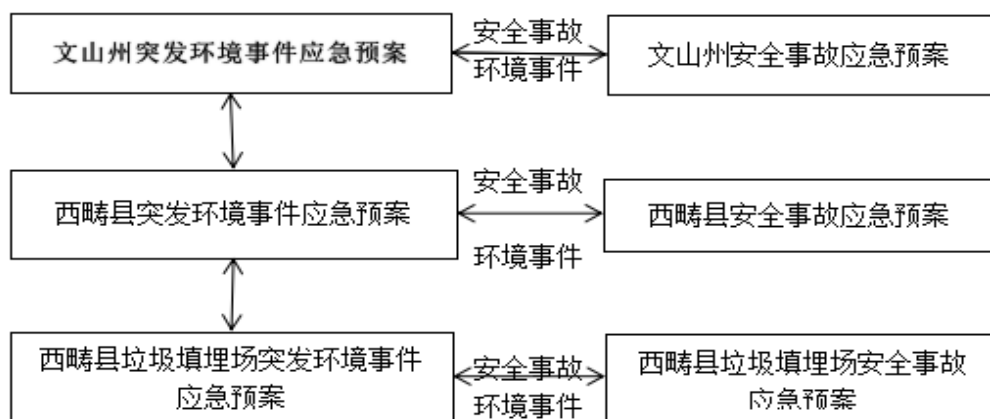 文山州突发环境事件应急预案
安全事故
环境事件
文山州安全事故应急预案
西畴县突发环境事件应急预案
安全事故
环境事件
西畴县安全事故应急预案
西畴县垃圾填埋场突发环境事件
应急预案
安全事故
环境事件
西畴县垃圾填埋场安全事故
应急预案